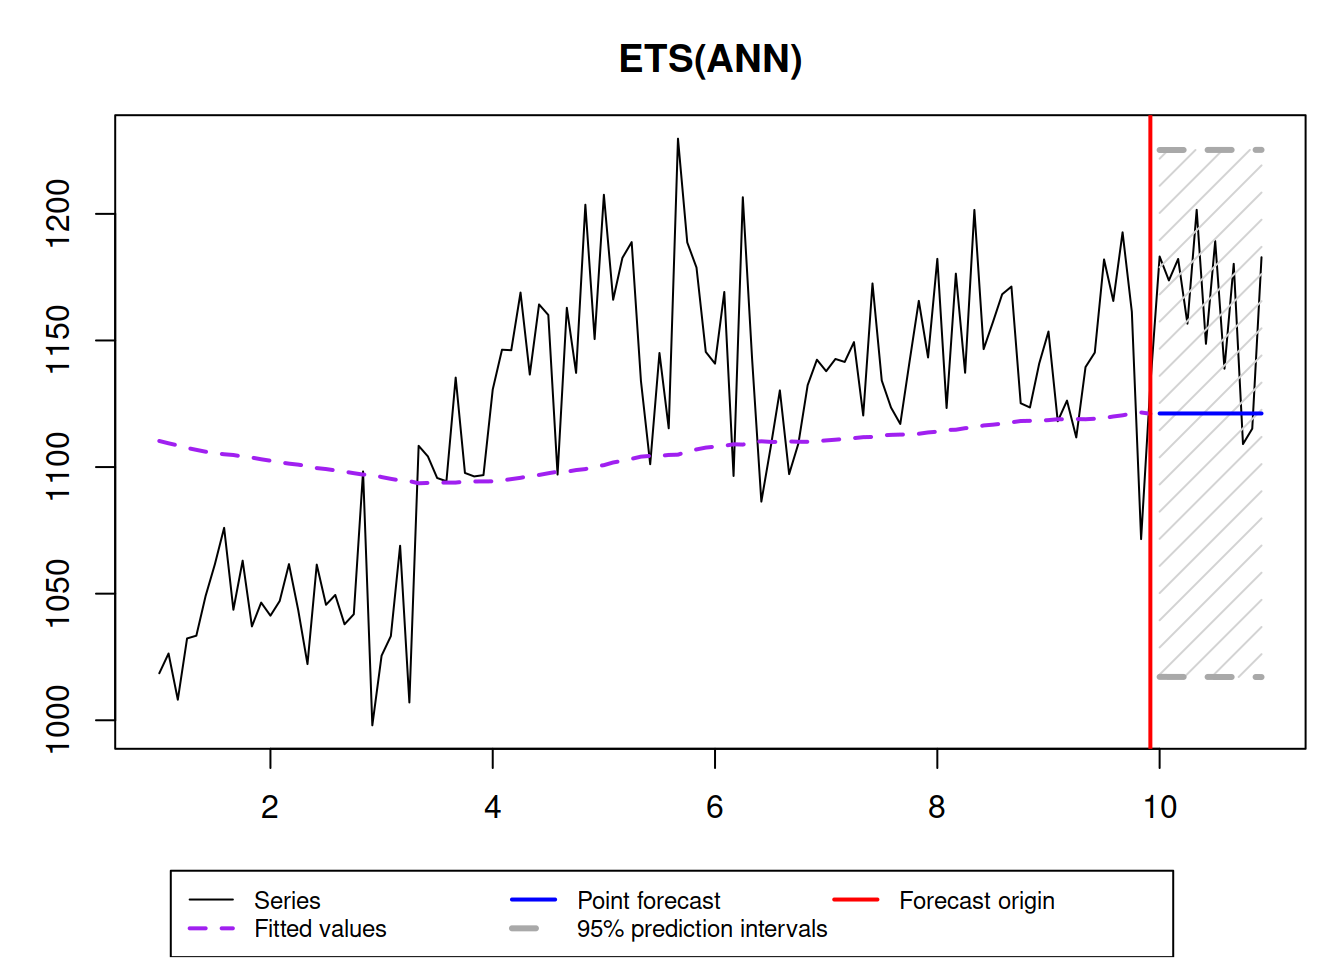 ETS(ANN)
1200
1150
1100
1050
1000
2 4 6 8 10
Series Point forecast Forecast origin
Fitted values 95% prediction intervals